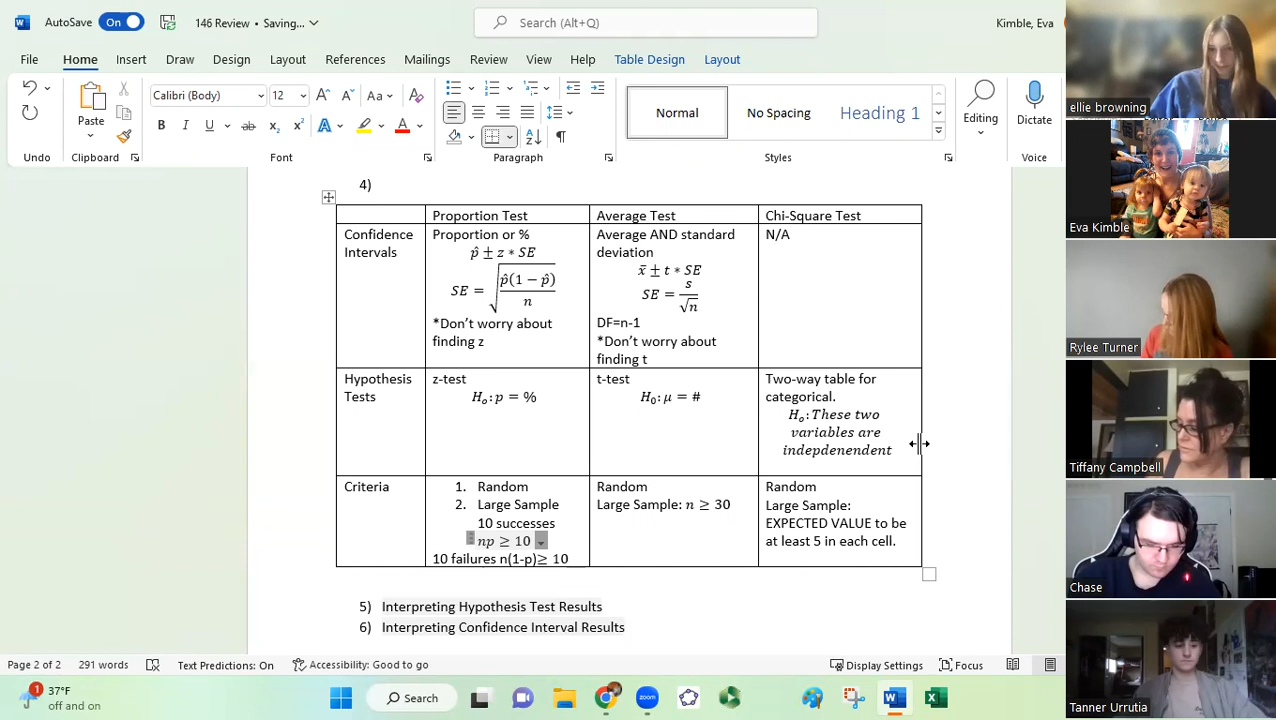 AutoSave On 146 Review • Saving... Search (Alt+Q) Kimble, Eva
File Home Insert Draw Design Layout References Mailings Review View Help Table Design Layout
Calibri (Body) 12 Aa Normal No Spacing Heading 1
Paste B I U ab x₂ x² A A Editing Dictate
Undo Clipboard Font Paragraph Styles Voice
4)
Proportion Test Average Test Chi-Square Test
Confidence
Intervals
Proportion or %
p̂ ± z ∗ SE
SE = √(p̂(1 − p̂)/n)
*Don't worry about
finding z
Average AND standard
deviation
x̄ ± t ∗ SE
SE = s/√n
DF=n-1
*Don't worry about
finding t
N/A
Hypothesis
Tests
z-test
Hₒ: p = %
t-test
H₀: μ = #
Two-way table for
categorical.
Hₒ: These two
variables are
indepdenendent
Criteria
1. Random
2. Large Sample
10 successes
np ≥ 10
10 failures n(1-p)≥ 10
Random
Large Sample: n ≥ 30
Random
Large Sample:
EXPECTED VALUE to be
at least 5 in each cell.
5) Interpreting Hypothesis Test Results
6) Interpreting Confidence Interval Results
Page 2 of 2 291 words Text Predictions: On Accessibility: Good to go Display Settings Focus
1 37°F
off and on
Search
zoom
ellie browning
Eva Kimble
Rylee Turner
Tiffany Campbell
Chase
Tanner Urrutia